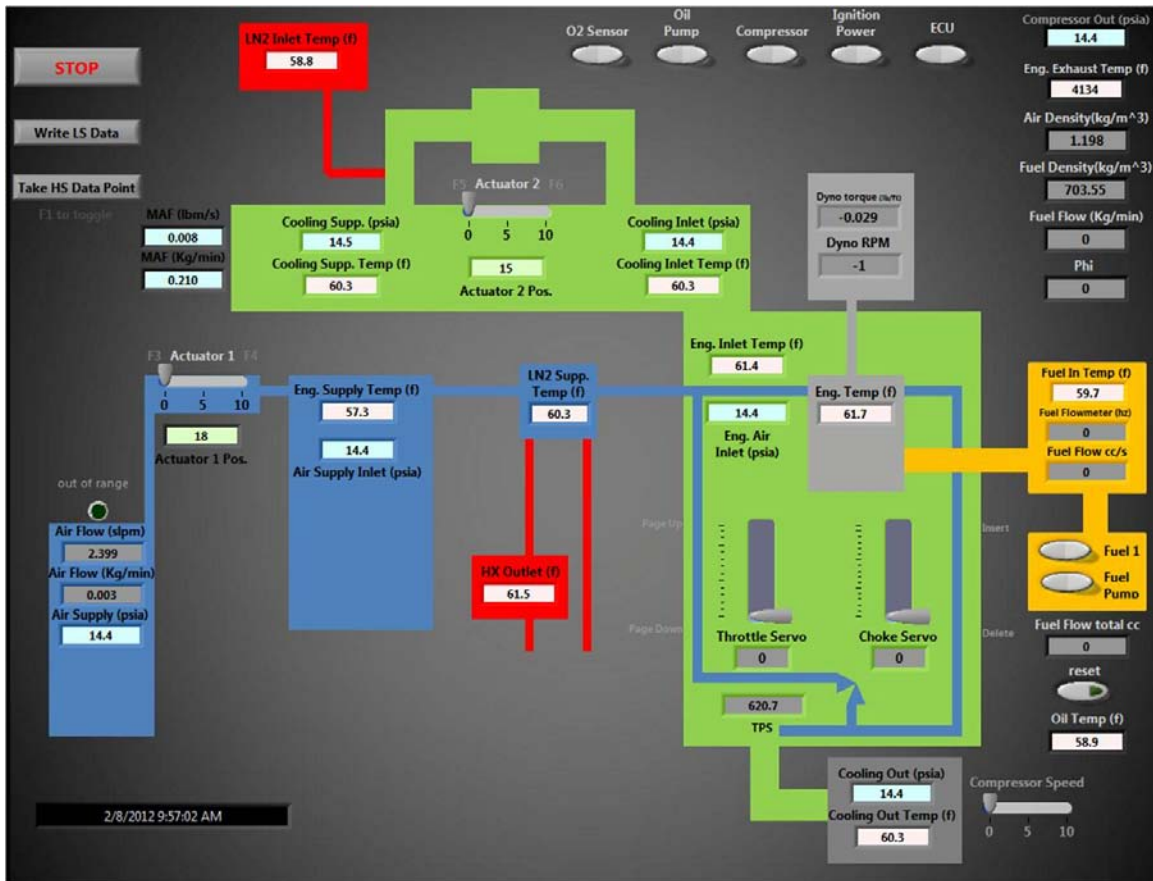 STOP
Write LS Data
Take HS Data Point
F1 to toggle
LN2 Inlet Temp (f)
58.8
O2 Sensor
Oil
Pump
Compressor
Ignition
Power
ECU
Compressor Out (psia)
14.4
Eng. Exhaust Temp (f)
4134
Air Density(kg/m^3)
1.198
Fuel Density(kg/m^3)
703.55
Fuel Flow (Kg/min)
0
Phi
0
MAF (lbm/s)
0.008
MAF (Kg/min)
0.210
F5 Actuator 2 F6
0 5 10
15
Actuator 2 Pos.
Cooling Supp. (psia)
14.5
Cooling Supp. Temp (f)
60.3
Cooling Inlet (psia)
14.4
Cooling Inlet Temp (f)
60.3
Dyno torque (lb/ft)
-0.029
Dyno RPM
-1
F3 Actuator 1 F4
0 5 10
18
Actuator 1 Pos.
Eng. Supply Temp (f)
57.3
14.4
Air Supply Inlet (psia)
LN2 Supp.
Temp (f)
60.3
Eng. Inlet Temp (f)
61.4
14.4
Eng. Air
Inlet (psia)
Eng. Temp (f)
61.7
Fuel In Temp (f)
59.7
Fuel Flowmeter (hz)
0
Fuel Flow cc/s
0
out of range
Air Flow (slpm)
2.399
Air Flow (Kg/min)
0.003
Air Supply (psia)
14.4
HX Outlet (f)
61.5
Page Up
Page Down
Insert
Delete
Throttle Servo
0
Choke Servo
0
620.7
TPS
Fuel 1
Fuel
Pump
Fuel Flow total cc
0
reset
Oil Temp (f)
58.9
Cooling Out (psia)
14.4
Cooling Out Temp (f)
60.3
Compressor Speed
0 5 10
2/8/2012 9:57:02 AM